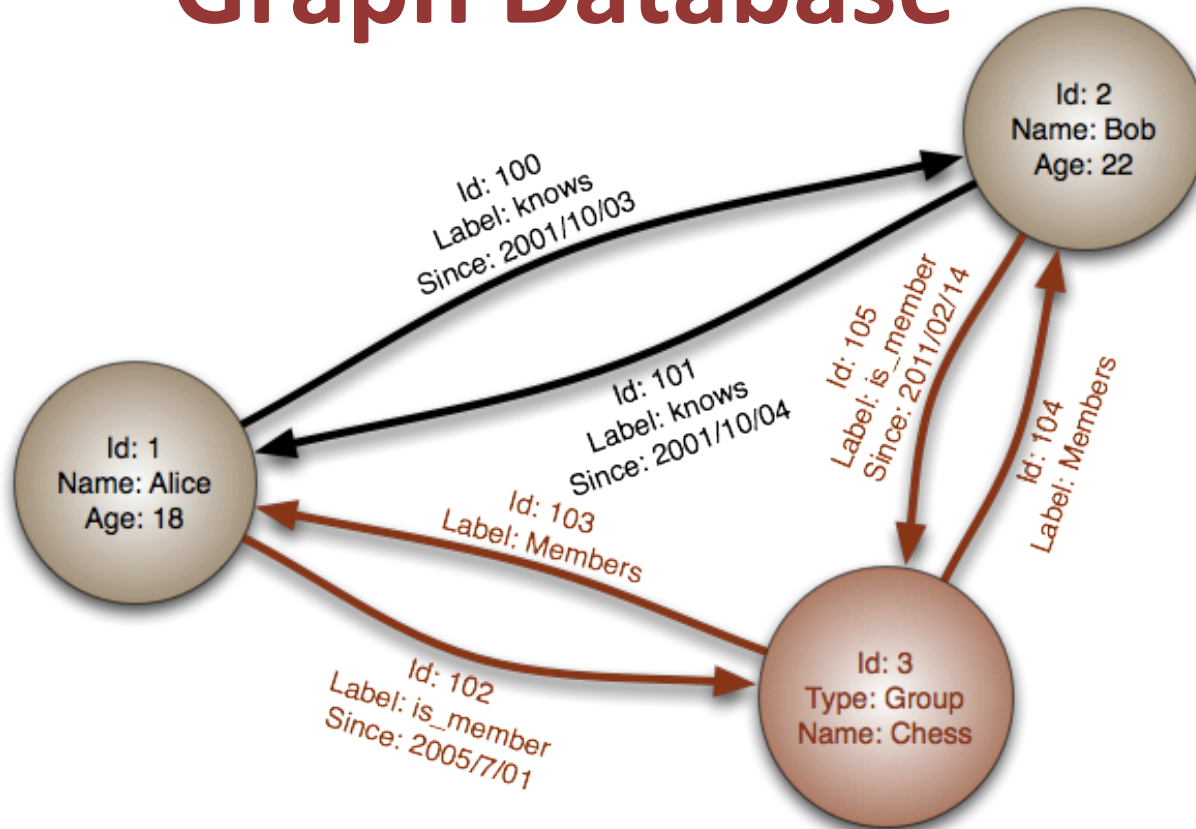 Graph Database
Id: 2
Name: Bob
Age: 22
Id: 100
Label: knows
Since: 2001/10/03
Id: 101
Label: knows
Since: 2001/10/04
Id: 105
Label: is_member
Since: 2011/02/14
Id: 104
Label: Members
Id: 1
Name: Alice
Age: 18
Id: 103
Label: Members
Id: 102
Label: is_member
Since: 2005/7/01
Id: 3
Type: Group
Name: Chess